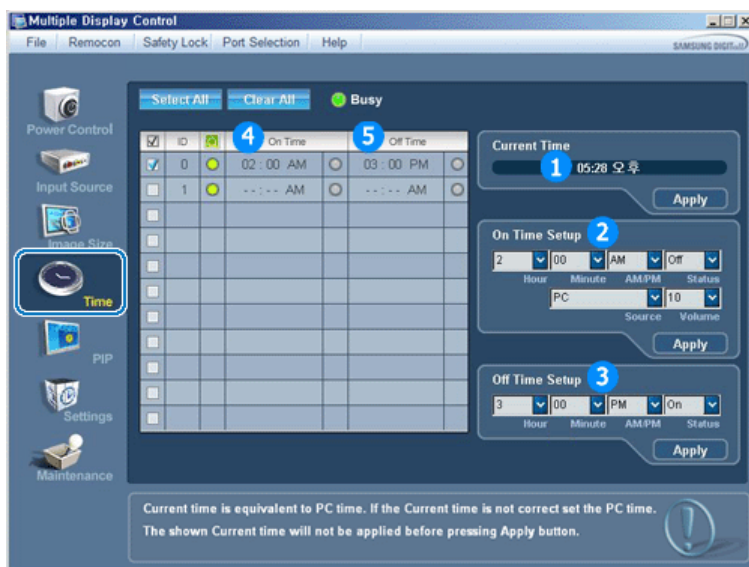 Multiple Display Control
File Remocon Safety Lock Port Selection Help
SAMSUNG DIGITall
Select All Clear All Busy
Power Control
Input Source
Image Size
Time
PIP
Settings
Maintenance
ID 4 On Time 5 Off Time
0 02 : 00 AM 03 : 00 PM
1 -- : -- AM -- : -- AM
Current Time
1 05:28 오후
Apply
On Time Setup 2
2 00 AM Off
Hour Minute AM/PM Status
PC 10
Source Volume
Apply
Off Time Setup 3
3 00 PM On
Hour Minute AM/PM Status
Apply
Current time is equivalent to PC time. If the Current time is not correct set the PC time.
The shown Current time will not be applied before pressing Apply button.